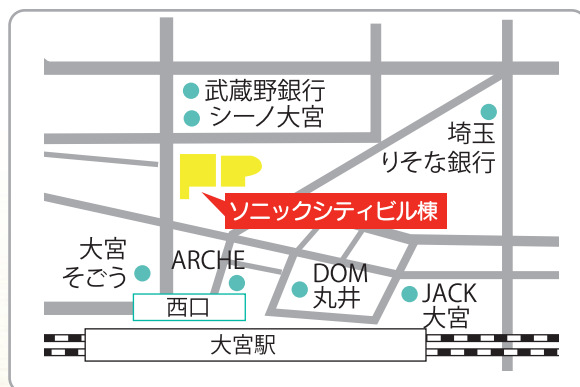 武蔵野銀行
シーノ大宮
埼玉
りそな銀行
ソニックシティビル棟
大宮
そごう
ARCHE
DOM
丸井
JACK
大宮
西口
大宮駅